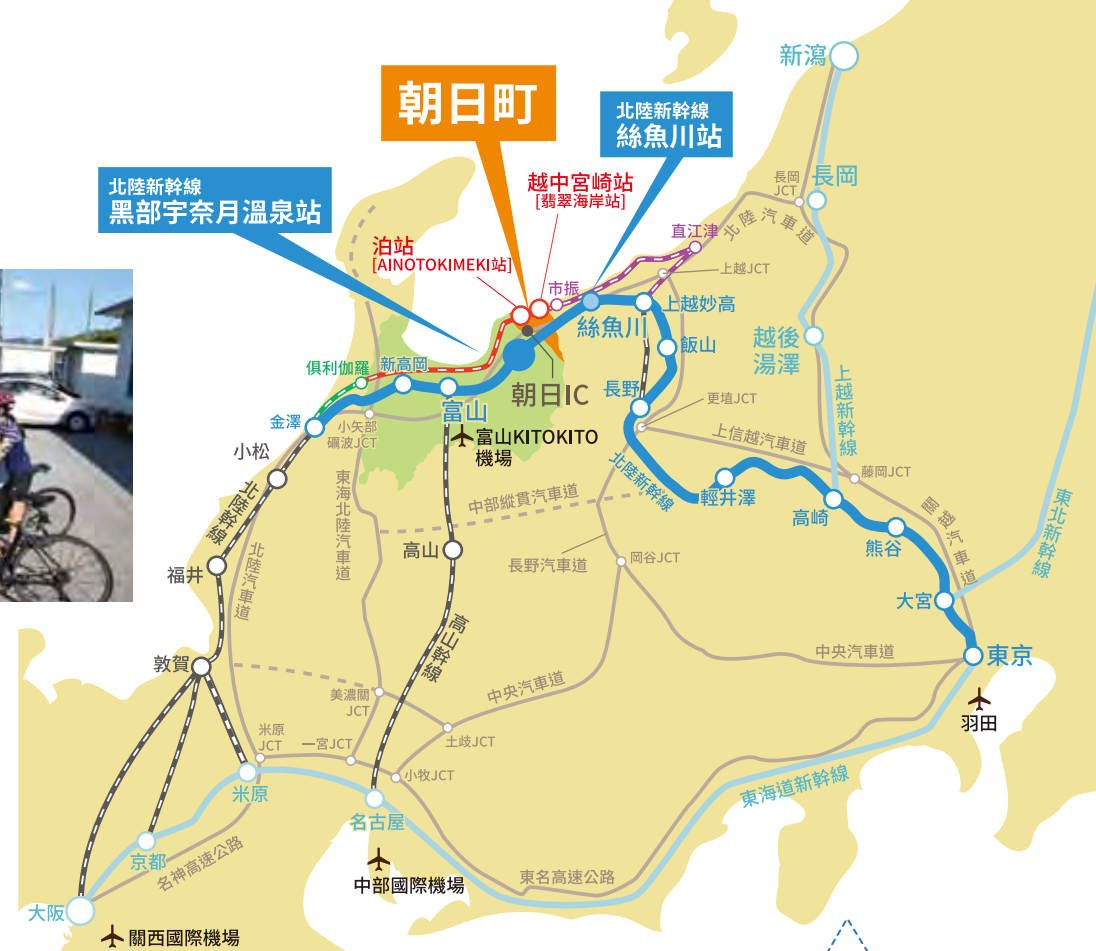 新瀉
朝日町
北陸新幹線
絲魚川站
北陸新幹線
黑部宇奈月溫泉站
越中宮崎站
[翡翠海岸站]
長岡
JCT
長岡
北陸汽車道
直江津
泊站
[AINOTOKIMEKI站]
上越JCT
市振
上越妙高
絲魚川
越後
湯澤
飯山
俱利伽羅
新高岡
朝日IC
長野
上越新幹線
富山
更埴JCT
金澤
小矢部
礪波JCT
富山KITOKITO
機場
上信越汽車道
小松
藤岡JCT
北陸新幹線
輕井澤
北陸幹線
東海北陸汽車道
中部縱貫汽車道
高崎
關越汽車道
東北新幹線
熊谷
高山
北陸汽車道
長野汽車道
岡谷JCT
福井
大宮
高山幹線
敦賀
中央汽車道
東京
中央汽車道
美濃關
JCT
羽田
米原
JCT
一宮JCT
土歧JCT
小牧JCT
米原
東海道新幹線
名古屋
京都
名神高速公路
東名高速公路
中部國際機場
大阪
關西國際機場